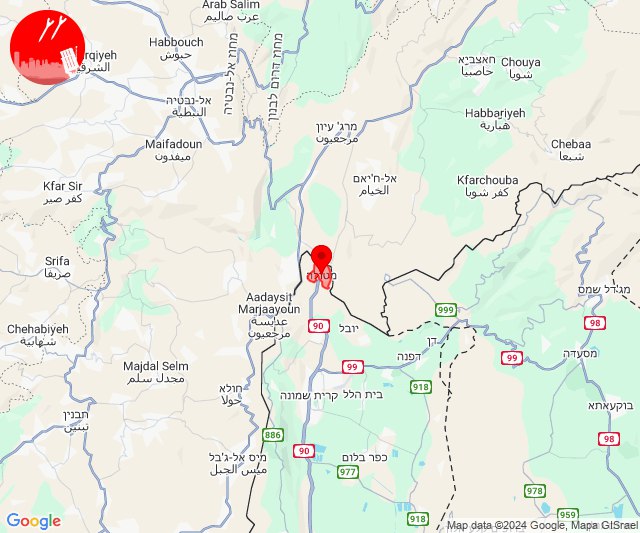 Arab Salim
ערב סלים
Habbouch
حبوش
rqiyeh
الشرقية
מחוז אל-נבטיה
מחוז דרום לבנון
אל-נבטיה
النبطية
Maifadoun
ميفدون
מרג' עיון
مرجعيون
חאצביא
حاصبيا
Chouya
شويا
Habbariyeh
هبارية
Chebaa
شبعا
אל-ח'יאם
الخيام
Kfarchouba
كفر شوبا
Kfar Sir
كفر صير
Srifa
صريفا
מטולה
Aadaysit
Marjaayoun
عديسة
مرجعيون
מג'דל שמס
999
98
Chehabiyeh
شهابية
90
יובל
דן
דפנה
99
99
מסעדה
Majdal Selm
مجدل سلم
חולא
حولا
קרית שמונה
בית הלל
918
בוקעאתא
תבנין
تبنين
886
מיס אל-ג'בל
ميس الجبل
90
כפר בלום
977
98
978
918
959
Google
Map data ©2024 Google, Mapa GISrael